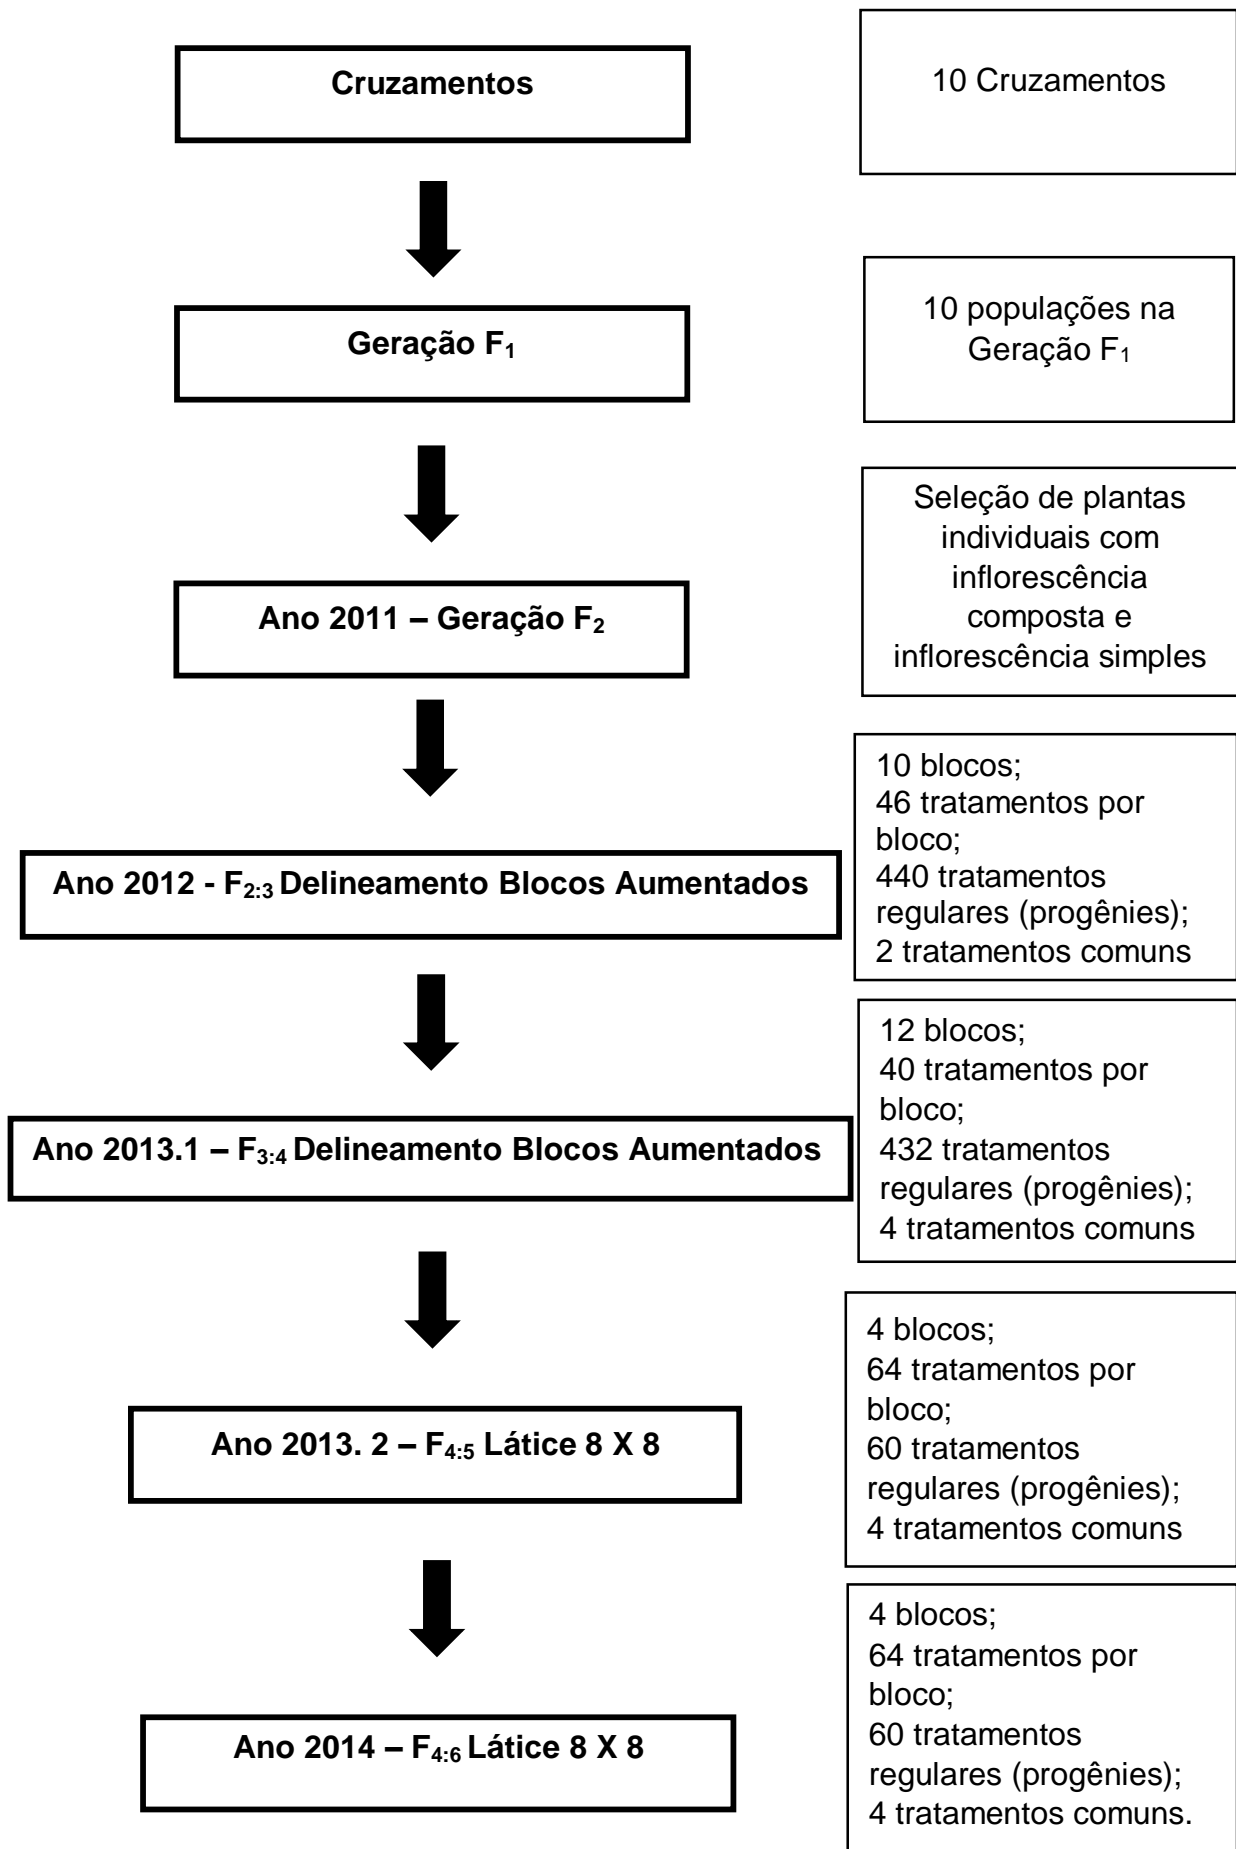 Cruzamentos
10 Cruzamentos
Geração F₁
10 populações na
Geração F₁
Ano 2011 – Geração F₂
Seleção de plantas
individuais com
inflorescência
composta e
inflorescência simples
Ano 2012 - F₂:₃ Delineamento Blocos Aumentados
10 blocos;
46 tratamentos por
bloco;
440 tratamentos
regulares (progênies);
2 tratamentos comuns
Ano 2013.1 – F₃:₄ Delineamento Blocos Aumentados
12 blocos;
40 tratamentos por
bloco;
432 tratamentos
regulares (progênies);
4 tratamentos comuns
Ano 2013. 2 – F₄:₅ Látice 8 X 8
4 blocos;
64 tratamentos por
bloco;
60 tratamentos
regulares (progênies);
4 tratamentos comuns
Ano 2014 – F₄:₆ Látice 8 X 8
4 blocos;
64 tratamentos por
bloco;
60 tratamentos
regulares (progênies);
4 tratamentos comuns.